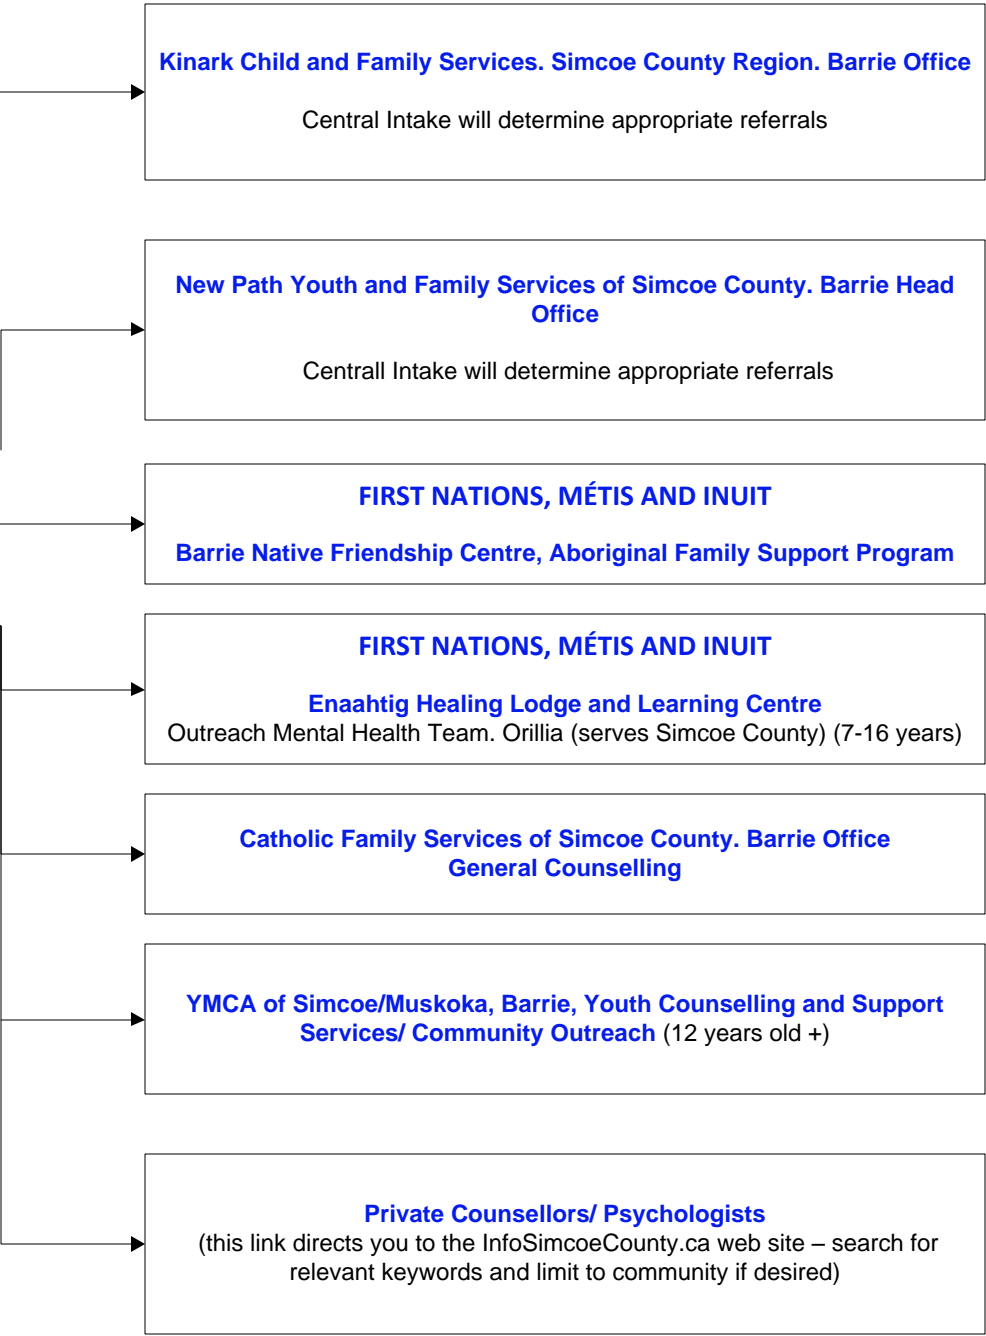 Kinark Child and Family Services. Simcoe County Region. Barrie Office
Central Intake will determine appropriate referrals
New Path Youth and Family Services of Simcoe County. Barrie Head
Office
Centrall Intake will determine appropriate referrals
FIRST NATIONS, MÉTIS AND INUIT
Barrie Native Friendship Centre, Aboriginal Family Support Program
FIRST NATIONS, MÉTIS AND INUIT
Enaahtig Healing Lodge and Learning Centre
Outreach Mental Health Team. Orillia (serves Simcoe County) (7-16 years)
Catholic Family Services of Simcoe County. Barrie Office
General Counselling
YMCA of Simcoe/Muskoka, Barrie, Youth Counselling and Support
Services/ Community Outreach (12 years old +)
Private Counsellors/ Psychologists
(this link directs you to the InfoSimcoeCounty.ca web site – search for
relevant keywords and limit to community if desired)